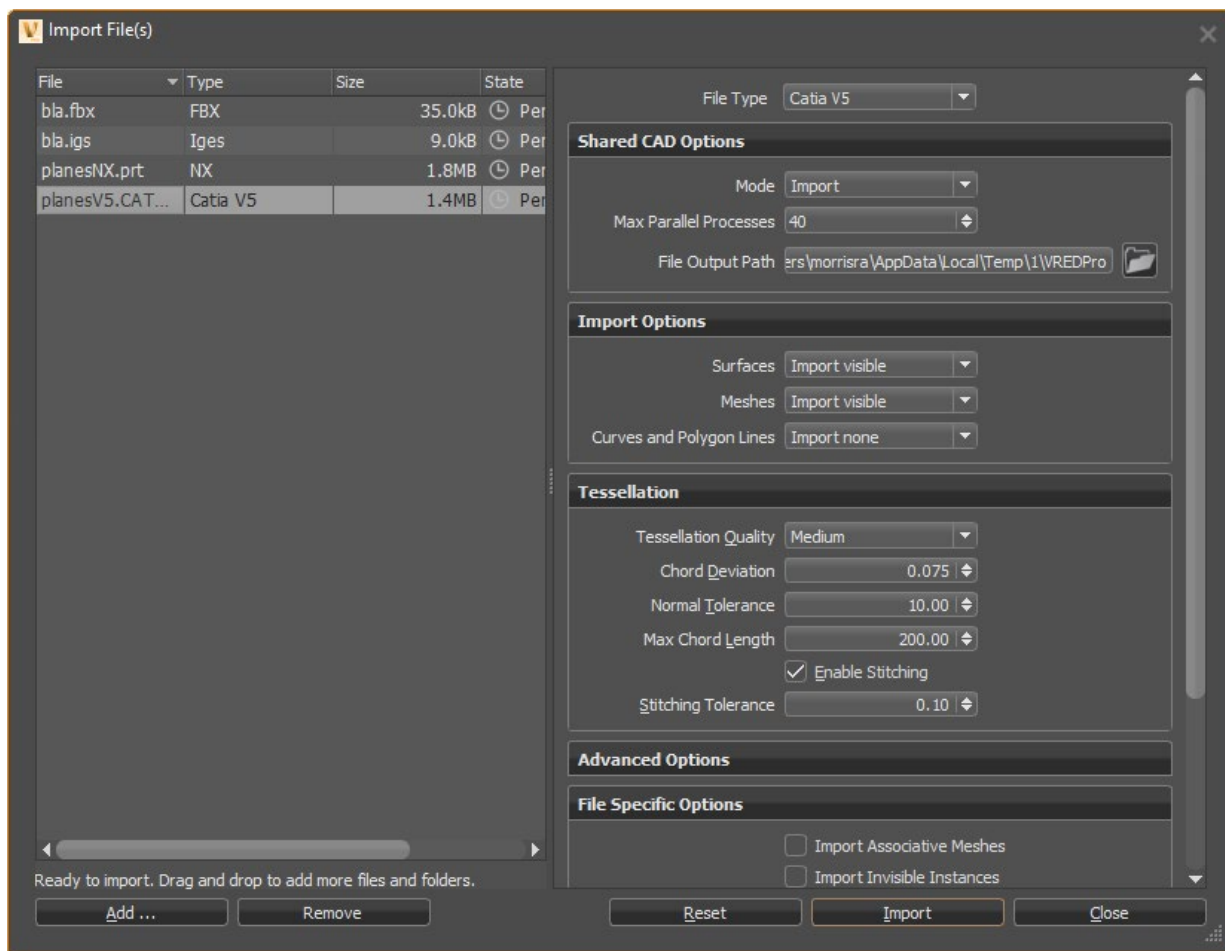 Import File(s)
File Type Size State
bla.fbx FBX 35.0kB Per
bla.igs Iges 9.0kB Per
planesNX.prt NX 1.8MB Per
planesV5.CAT... Catia V5 1.4MB Per
Ready to import. Drag and drop to add more files and folders.
Add ... Remove
File Type Catia V5
Shared CAD Options
Mode Import
Max Parallel Processes 40
File Output Path ers\morrisra\AppData\Local\Temp\1\VREDPro
Import Options
Surfaces Import visible
Meshes Import visible
Curves and Polygon Lines Import none
Tessellation
Tessellation Quality Medium
Chord Deviation 0.075
Normal Tolerance 10.00
Max Chord Length 200.00
Enable Stitching
Stitching Tolerance 0.10
Advanced Options
File Specific Options
Import Associative Meshes
Import Invisible Instances
Reset Import Close